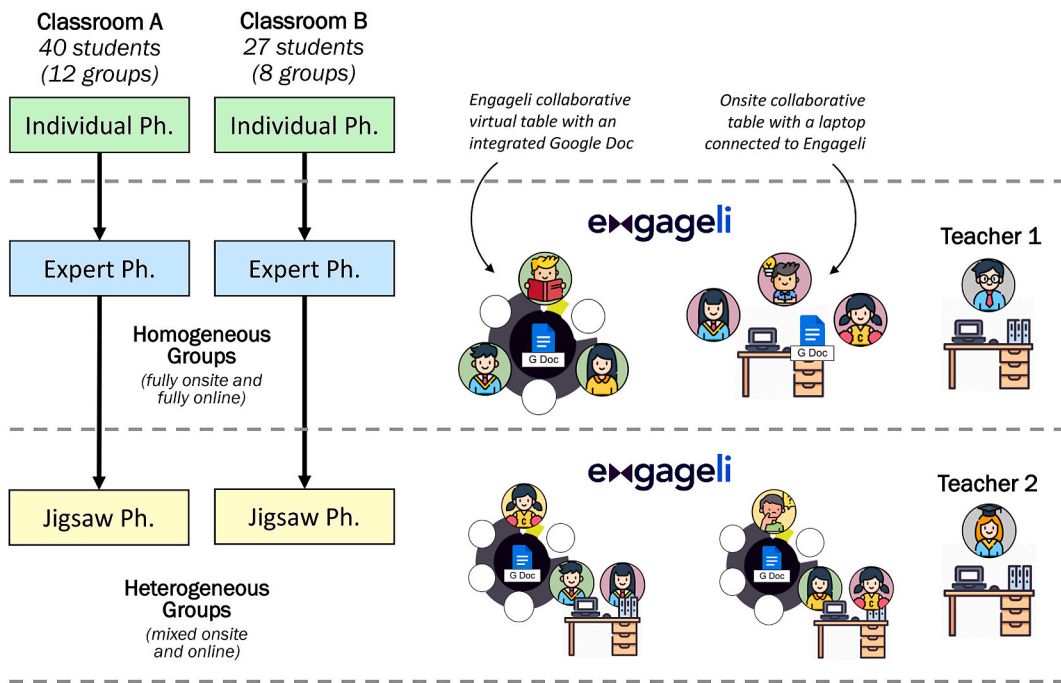 Classroom A
40 students
(12 groups)
Classroom B
27 students
(8 groups)
Individual Ph.
Individual Ph.
Engageli collaborative
virtual table with an
integrated Google Doc
Onsite collaborative
table with a laptop
connected to Engageli
engageli
Teacher 1
Expert Ph.
Expert Ph.
G Doc
G Doc
Homogeneous
Groups
(fully onsite and
fully online)
engageli
Teacher 2
Jigsaw Ph.
Jigsaw Ph.
G Doc
G Doc
Heterogeneous
Groups
(mixed onsite
and online)